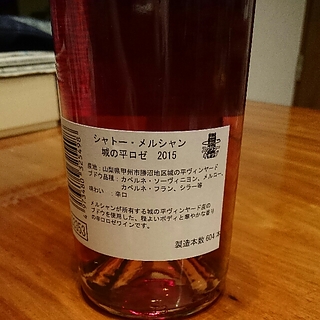 シャトー・メルシャン
城の平ロゼ 2015
産地:山梨県甲州市勝沼地区城の平ヴィンヤード
ブドウ品種:カベルネ・ソーヴィニヨン、メルロー、
カベルネ・フラン、シラー等
味わい:辛口
メルシャンが所有する城の平ヴィンヤード産の
ブドウを使用した、程よいボディと華やかな香り
の辛口ロゼワインです。
製造本数 604 本